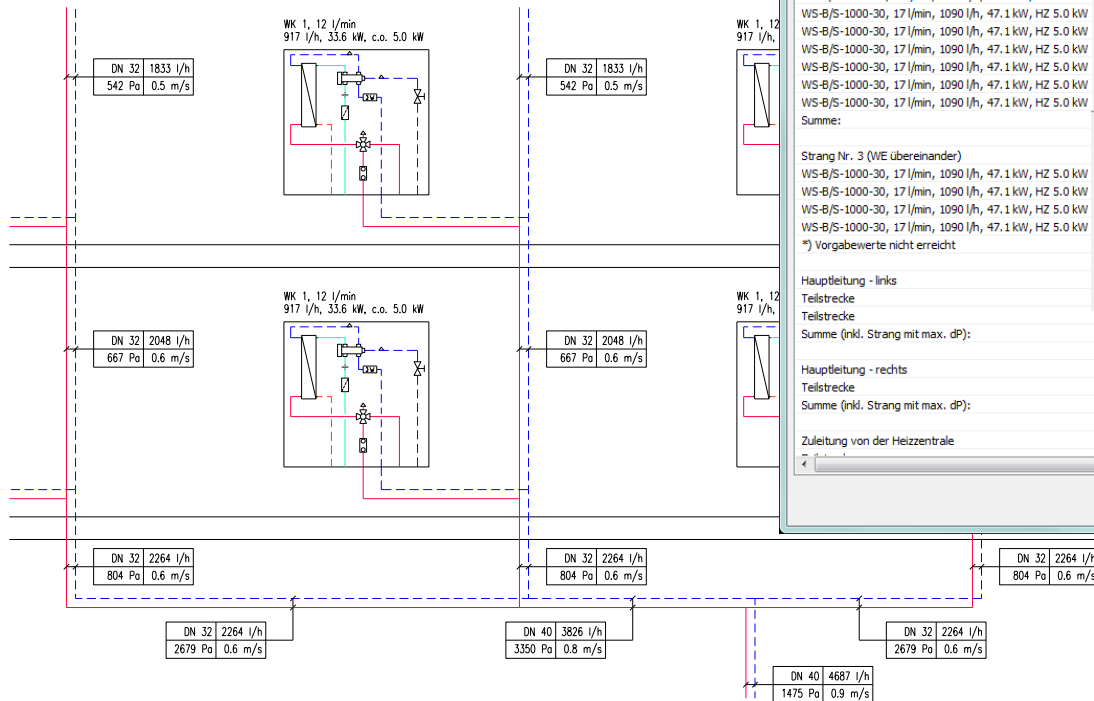 WK 1, 12 l/min
917 l/h, 33.6 kW, c.o. 5.0 kW
WK 1, 12
917 l/h,
DN 32 1833 l/h
542 Pa 0.5 m/s
DN 32 1833 l/h
542 Pa 0.5 m/s
WK 1, 12 l/min
917 l/h, 33.6 kW, c.o. 5.0 kW
WK 1, 12
917 l/h,
DN 32 2048 l/h
667 Pa 0.6 m/s
DN 32 2048 l/h
667 Pa 0.6 m/s
DN 32 2264 l/h
804 Pa 0.6 m/s
DN 32 2264 l/h
804 Pa 0.6 m/s
DN 32 2264 l/h
804 Pa 0.6 m/s
DN 32 2264 l/h
2679 Pa 0.6 m/s
DN 40 3826 l/h
3350 Pa 0.8 m/s
DN 32 2264 l/h
2679 Pa 0.6 m/s
DN 40 4687 l/h
1475 Pa 0.9 m/s
WS-B/S-1000-30, 17 l/min, 1090 l/h, 47.1 kW, HZ 5.0 kW
WS-B/S-1000-30, 17 l/min, 1090 l/h, 47.1 kW, HZ 5.0 kW
WS-B/S-1000-30, 17 l/min, 1090 l/h, 47.1 kW, HZ 5.0 kW
WS-B/S-1000-30, 17 l/min, 1090 l/h, 47.1 kW, HZ 5.0 kW
WS-B/S-1000-30, 17 l/min, 1090 l/h, 47.1 kW, HZ 5.0 kW
WS-B/S-1000-30, 17 l/min, 1090 l/h, 47.1 kW, HZ 5.0 kW
Summe:
Strang Nr. 3 (WE übereinander)
WS-B/S-1000-30, 17 l/min, 1090 l/h, 47.1 kW, HZ 5.0 kW
WS-B/S-1000-30, 17 l/min, 1090 l/h, 47.1 kW, HZ 5.0 kW
WS-B/S-1000-30, 17 l/min, 1090 l/h, 47.1 kW, HZ 5.0 kW
WS-B/S-1000-30, 17 l/min, 1090 l/h, 47.1 kW, HZ 5.0 kW
*) Vorgabewerte nicht erreicht
Hauptleitung - links
Teilstrecke
Teilstrecke
Summe (inkl. Strang mit max. dP):
Hauptleitung - rechts
Teilstrecke
Summe (inkl. Strang mit max. dP):
Zuleitung von der Heizzentrale